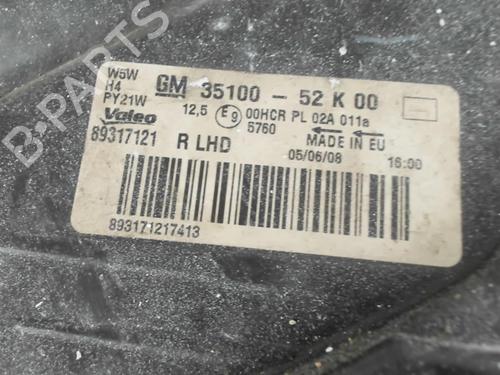 B-PARTS
W5W
H4
PY21W
GM 35100 - 52 K 00
12,5 E9 00HCR PL 02A 011a
5760
Valeo
MADE IN EU
89317121 R LHD
05/06/08 16:00
893171217413